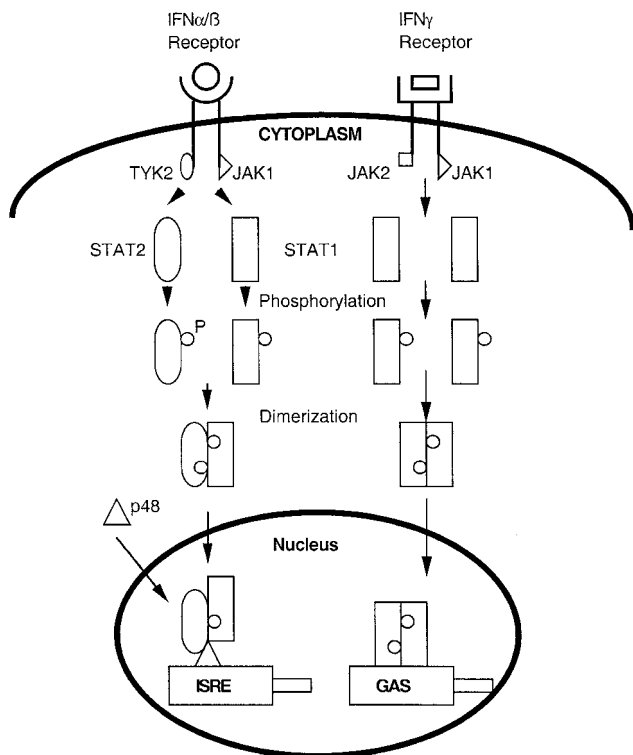 IFNα/ß
Receptor
IFNγ
Receptor
CYTOPLASM
TYK2
JAK1
JAK2
JAK1
STAT2
STAT1
Phosphorylation
P
Dimerization
p48
Nucleus
ISRE
GAS